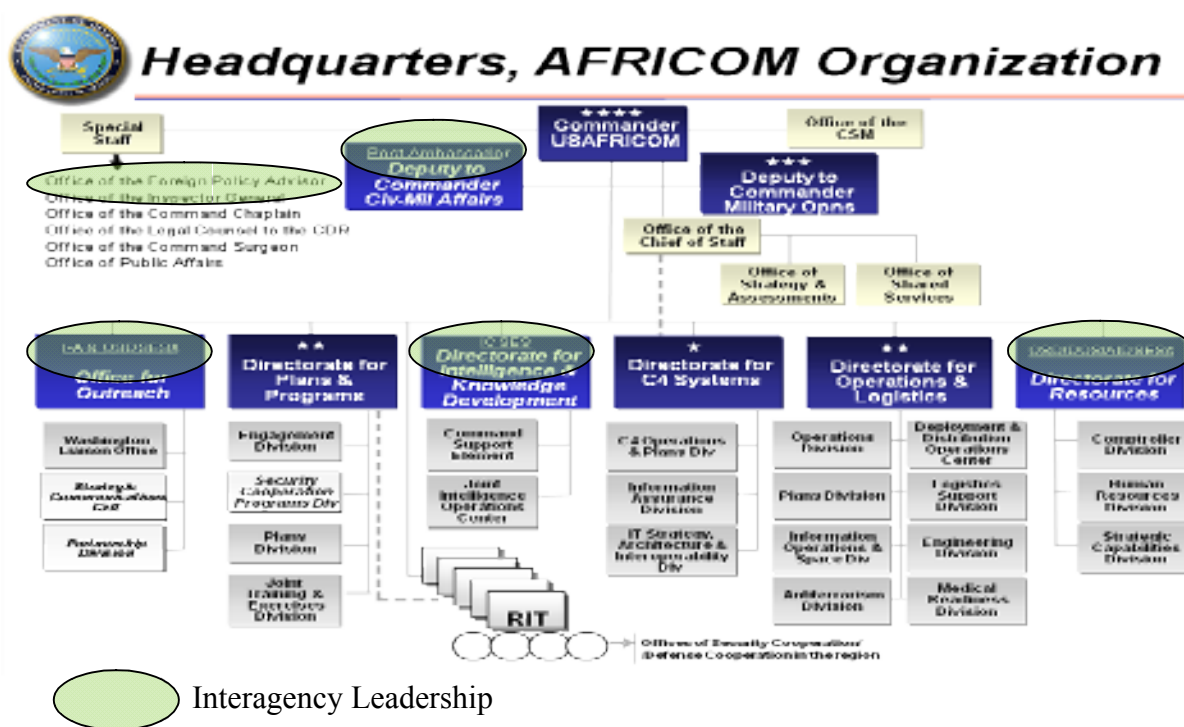 Headquarters, AFRICOM Organization
Special
Staff
★★★★
Commander
USAFRICOM
Office of the
CSM
Ambassador
Deputy to
Commander
Civ-Mil Affairs
★★★
Deputy to
Commander
Military Opns
Office of the Foreign Policy Advisor
Office of the Inspector General
Office of the Command Chaplain
Office of the Legal Counsel to the CDR
Office of the Command Surgeon
Office of Public Affairs
Office of the
Chief of Staff
Office of
Strategy &
Assessments
Office of
Shared
Services
Office for
Outreach
★★
Directorate for
Plans &
Programs
Directorate for
Intelligence &
Knowledge
Development
★
Directorate for
C4 Systems
★★
Directorate for
Operations &
Logistics
Directorate for
Resources
Washington
Liaison Office
Communications
Cell
Partnership
Division
Engagement
Division
Security
Cooperation
Programs Div
Plans
Division
Joint
Training &
Exercises
Division
Command
Support
Element
Joint
Intelligence
Operations
Center
C4 Operations
& Plans Div
Information
Assurance
Division
IT Strategy,
Architecture &
Interoperability
Div
Operations
Division
Plans Division
Information
Operations &
Space Div
Antiterrorism
Division
Deployment &
Distribution
Operations
Center
Logistics
Support
Division
Engineering
Division
Medical
Readiness
Division
Comptroller
Division
Human
Resources
Division
Strategic
Capabilities
Division
RIT
Offices of Security Cooperation/
Defense Cooperation in the region
Interagency Leadership